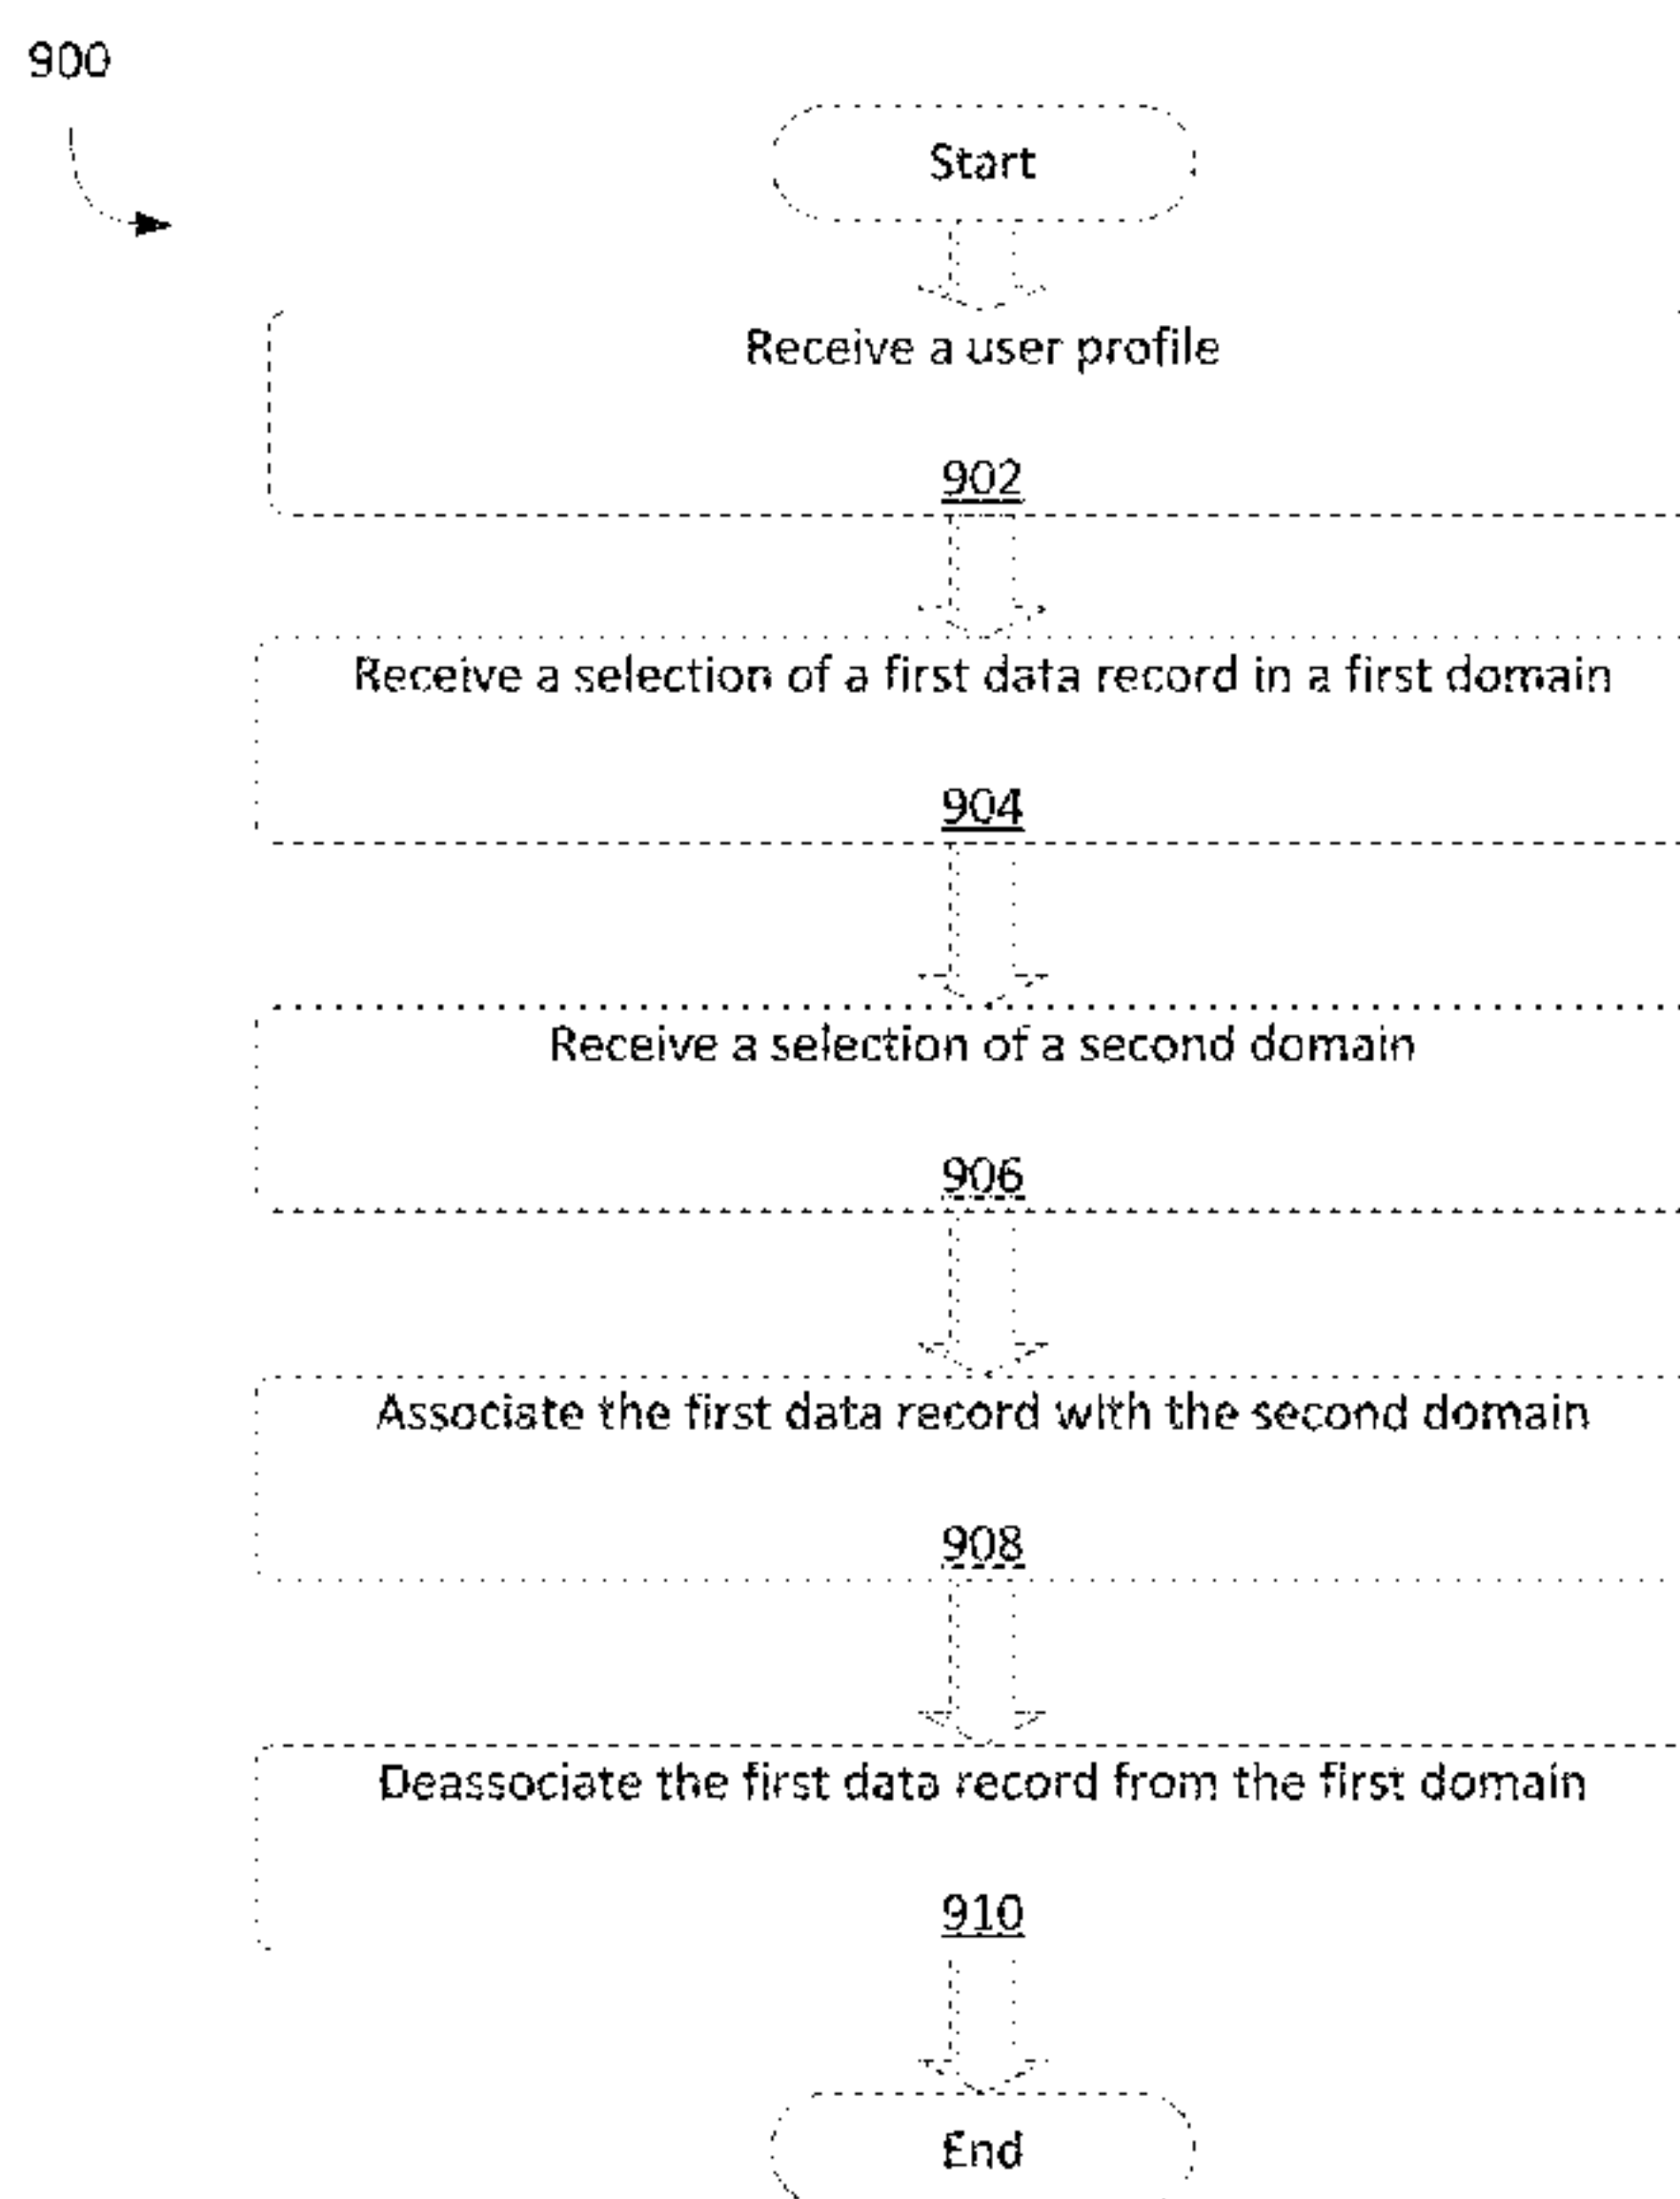 900
Start
Receive a user profile
902
Receive a selection of a first data record in a first domain
904
Receive a selection of a second domain
906
Associate the first data record with the second domain
908
Deassociate the first data record from the first domain
910
End